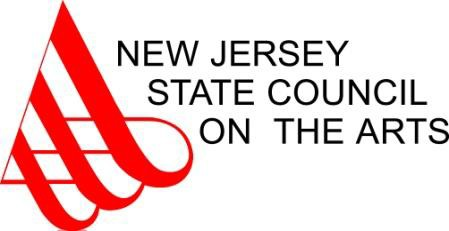 NEW JERSEY
STATE COUNCIL
ON THE ARTS